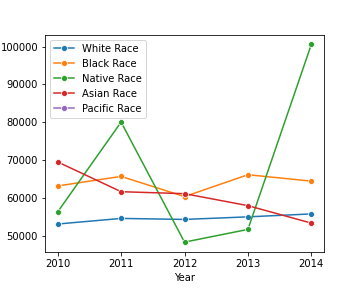 100000
90000
80000
70000
60000
50000
White Race
Black Race
Native Race
Asian Race
Pacific Race
2010 2011 2012 2013 2014
Year